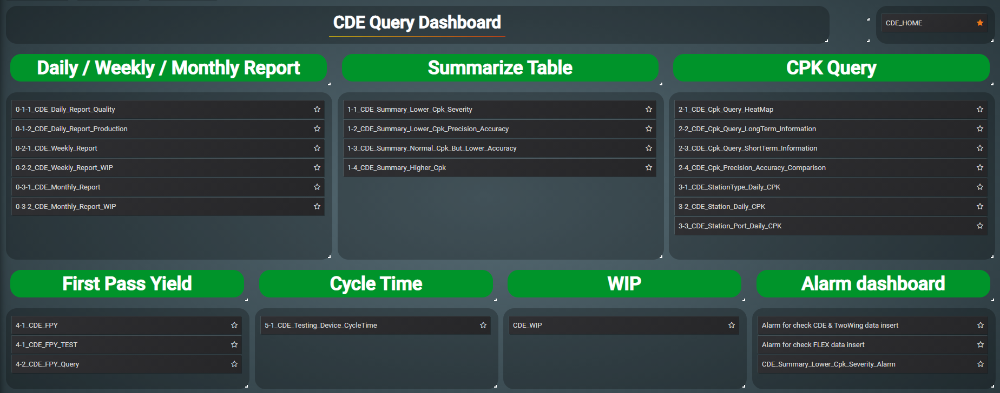 CDE Query Dashboard
CDE_HOME
Daily / Weekly / Monthly Report
0-1-1_CDE_Daily_Report_Quality
0-1-2_CDE_Daily_Report_Production
0-2-1_CDE_Weekly_Report
0-2-2_CDE_Weekly_Report_WIP
0-3-1_CDE_Monthly_Report
0-3-2_CDE_Monthly_Report_WIP
Summarize Table
1-1_CDE_Summary_Lower_Cpk_Severity
1-2_CDE_Summary_Lower_Cpk_Precision_Accuracy
1-3_CDE_Summary_Normal_Cpk_But_Lower_Accuracy
1-4_CDE_Summary_Higher_Cpk
CPK Query
2-1_CDE_Cpk_Query_HeatMap
2-2_CDE_Cpk_Query_LongTerm_Information
2-3_CDE_Cpk_Query_ShortTerm_Information
2-4_CDE_Cpk_Precision_Accuracy_Comparison
3-1_CDE_StationType_Daily_CPK
3-2_CDE_Station_Daily_CPK
3-3_CDE_Station_Port_Daily_CPK
First Pass Yield
4-1_CDE_FPY
4-1_CDE_FPY_TEST
4-2_CDE_FPY_Query
Cycle Time
5-1_CDE_Testing_Device_CycleTime
WIP
CDE_WIP
Alarm dashboard
Alarm for check CDE & TwoWing data insert
Alarm for check FLEX data insert
CDE_Summary_Lower_Cpk_Severity_Alarm